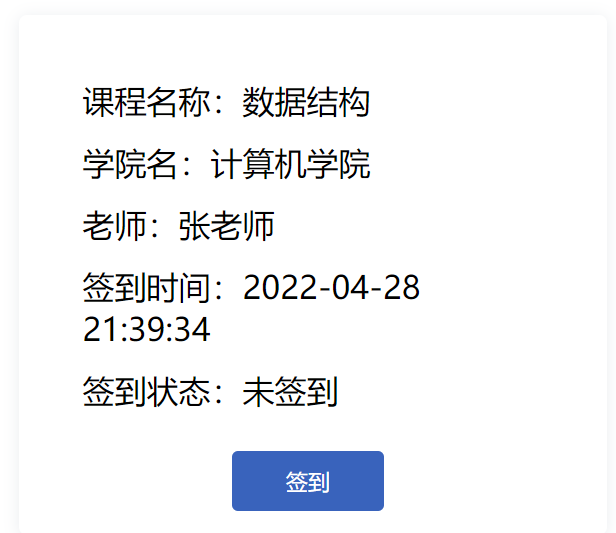 课程名称：数据结构
学院名：计算机学院
老师：张老师
签到时间：2022-04-28
21:39:34
签到状态：未签到
签到